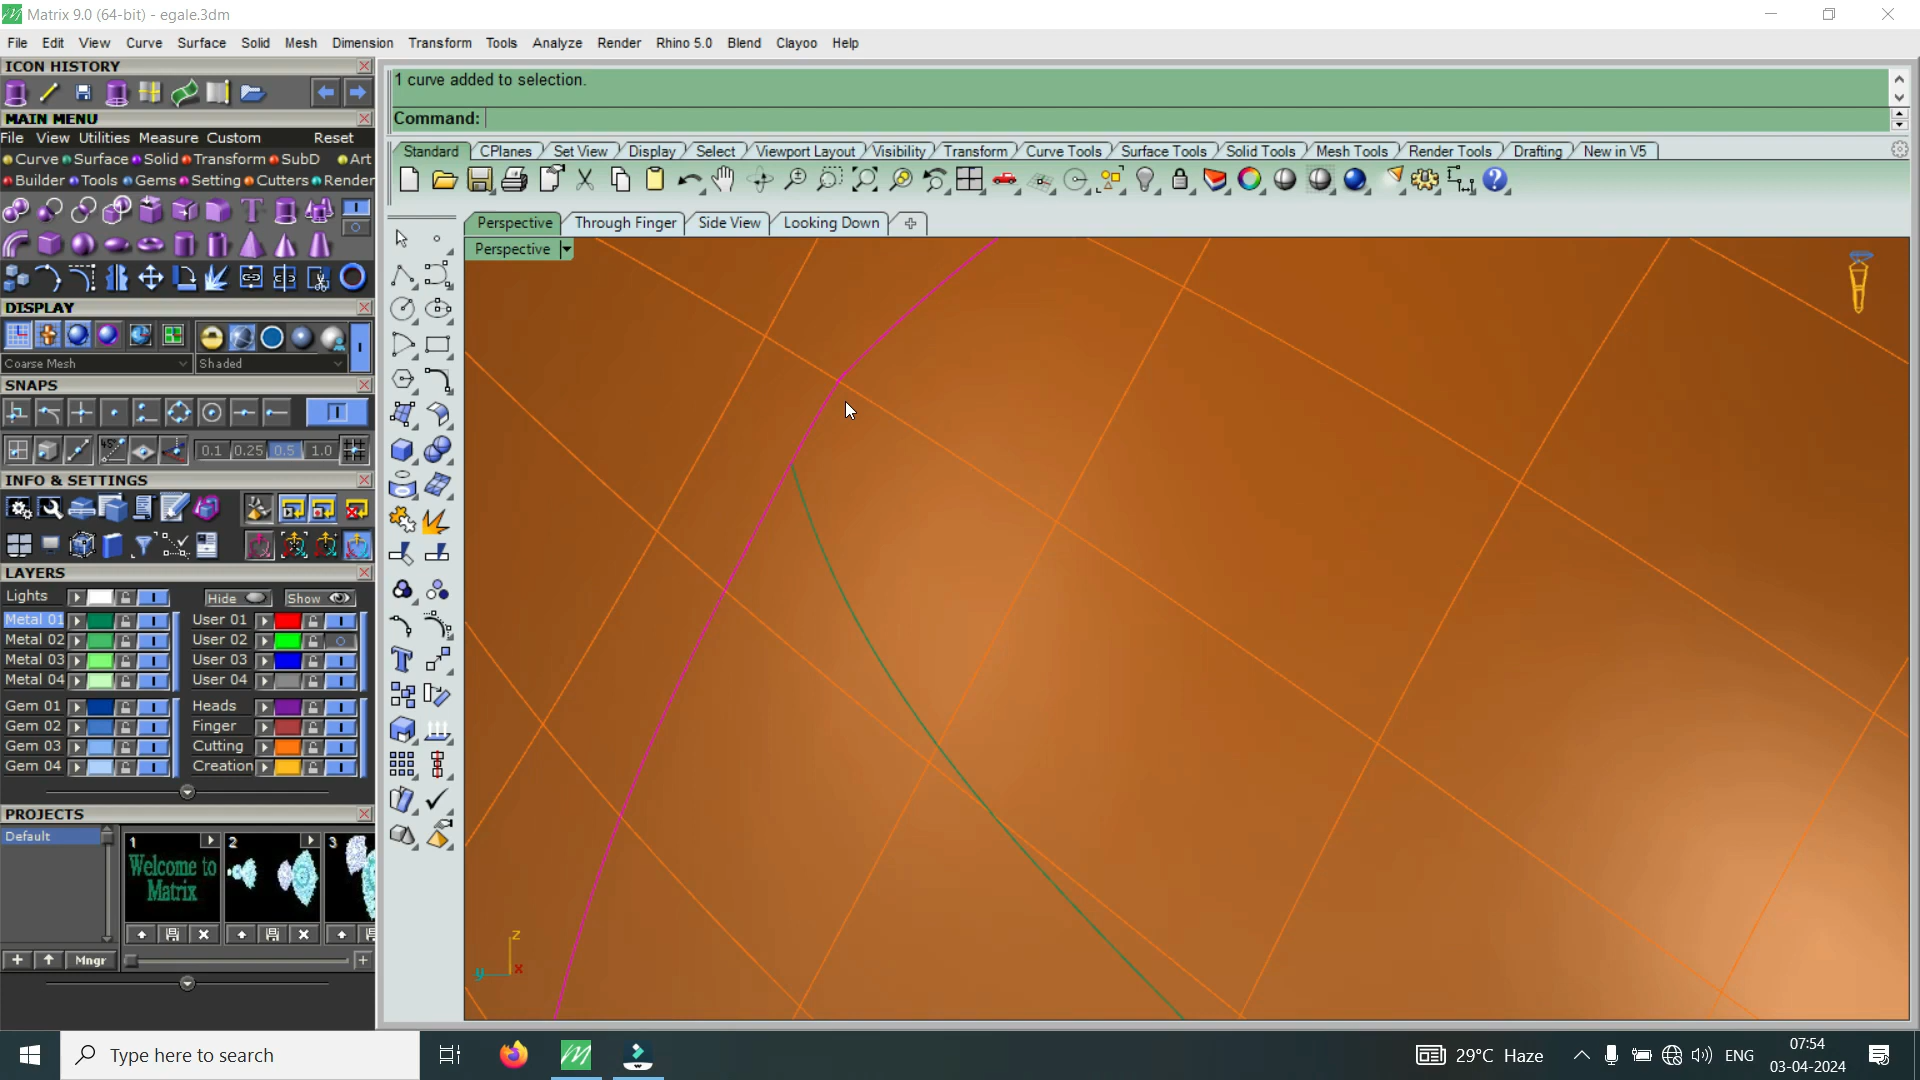 Matrix 9.0 (64-bit) - egale.3dm
File Edit View Curve Surface Solid Mesh Dimension Transform Tools Analyze Render Rhino 5.0 Blend Clayoo Help
ICON HISTORY
1 curve added to selection.
Command:
MAIN MENU
File View Utilities Measure Custom Reset
Curve Surface Solid Transform SubD Art
Builder Tools Gems Setting Cutters Render
Standard CPlanes Set View Display Select Viewport Layout Visibility Transform Curve Tools Surface Tools Solid Tools Mesh Tools Render Tools Drafting New in V5
Perspective Through Finger Side View Looking Down
Perspective
DISPLAY
Coarse Mesh Shaded
SNAPS
0.1 0.25 0.5 1.0
INFO & SETTINGS
LAYERS
Lights Hide Show
Metal 01 User 01
Metal 02 User 02
Metal 03 User 03
Metal 04 User 04
Gem 01 Heads
Gem 02 Finger
Gem 03 Cutting
Gem 04 Creation
PROJECTS
Default
1 2 3
Welcome to
Matrix
Mngr
z
y x
Type here to search
29°C Haze
ENG
07:54
03-04-2024